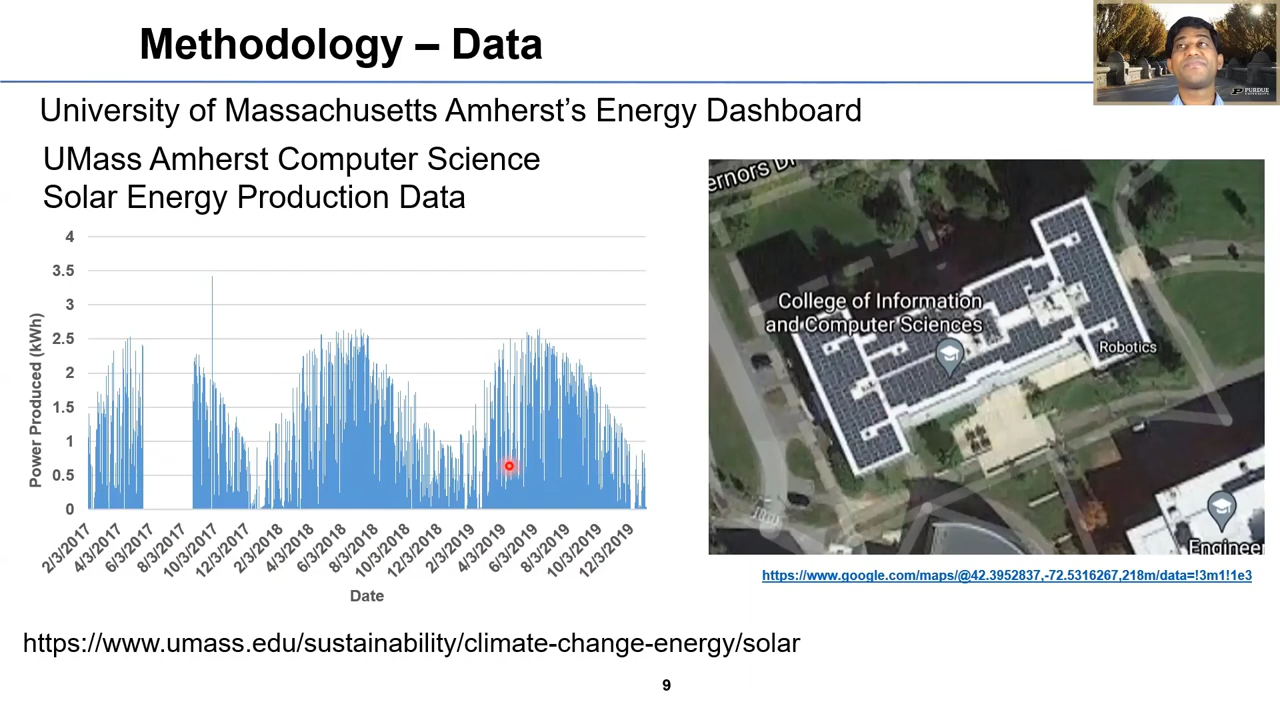 Methodology – Data
PURDUE
University of Massachusetts Amherst's Energy Dashboard
UMass Amherst Computer Science
Solar Energy Production Data
4
3.5
3
2.5
2
1.5
1
0.5
0
Power Produced (kWh)
2/3/2017
4/3/2017
6/3/2017
8/3/2017
10/3/2017
12/3/2017
2/3/2018
4/3/2018
6/3/2018
8/3/2018
10/3/2018
12/3/2018
2/3/2019
4/3/2019
6/3/2019
8/3/2019
10/3/2019
12/3/2019
Date
ernors Dr
College of Information
and Computer Sciences
Robotics
Engineer
https://www.google.com/maps/@42.3952837,-72.5316267,218m/data=!3m1!1e3
https://www.umass.edu/sustainability/climate-change-energy/solar
9